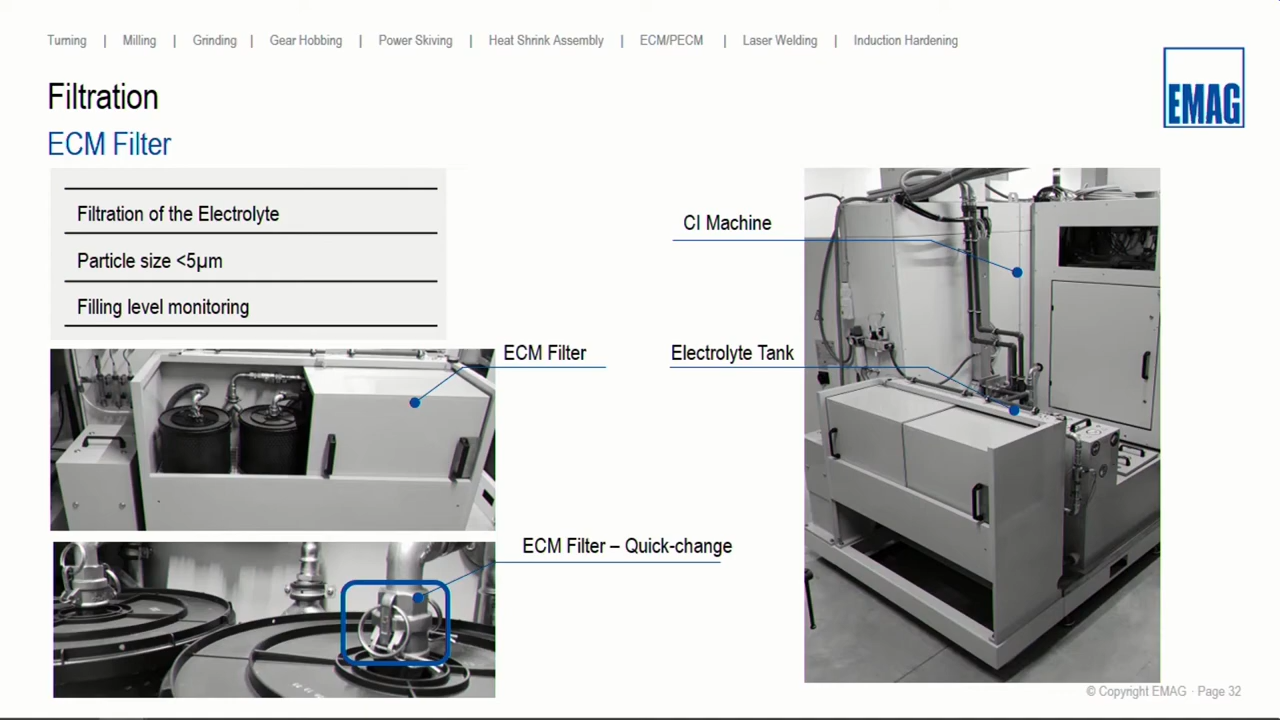 Turning | Milling | Grinding | Gear Hobbing | Power Skiving | Heat Shrink Assembly | ECM/PECM | Laser Welding | Induction Hardening
EMAG
Filtration
ECM Filter
Filtration of the Electrolyte
Particle size <5µm
Filling level monitoring
CI Machine
ECM Filter
Electrolyte Tank
ECM Filter – Quick-change
© Copyright EMAG · Page 32